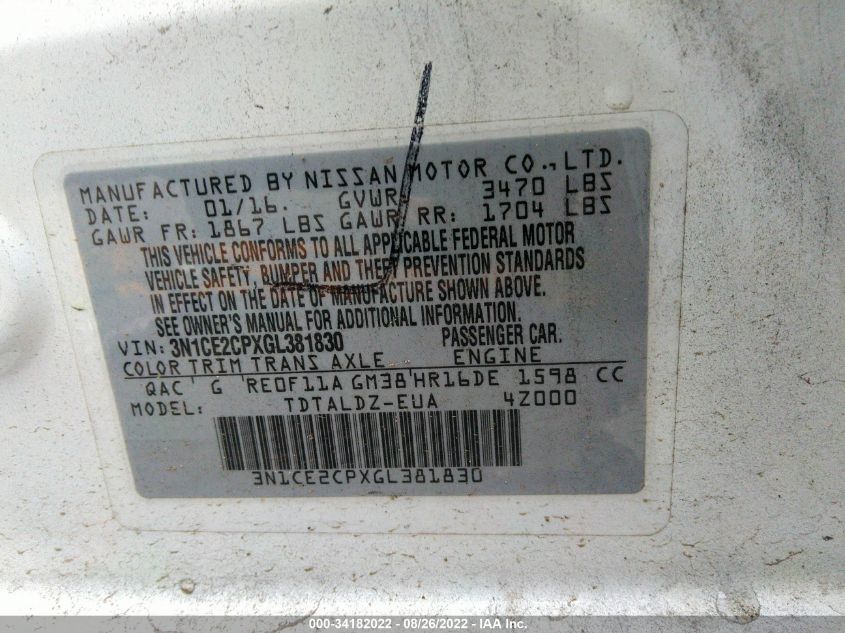 MANUFACTURED BY NISSAN MOTOR CO., LTD.
DATE: 01/16. GVWR 3470 LBS
GAWR FR: 1867 LBS GAWR RR: 1704 LBS
THIS VEHICLE CONFORMS TO ALL APPLICABLE FEDERAL MOTOR
VEHICLE SAFETY, BUMPER AND THEFT PREVENTION STANDARDS
IN EFFECT ON THE DATE OF MANUFACTURE SHOWN ABOVE.
SEE OWNER'S MANUAL FOR ADDITIONAL INFORMATION.
VIN: 3N1CE2CPXGL381830 PASSENGER CAR.
COLOR TRIM TRANS AXLE ENGINE
QAC G RE0F11A GM38 HR16DE 1598 CC
MODEL: TDTALDZ-EUA 4Z000
3N1CE2CPXGL381830
000-34182022 - 08/26/2022 - IAAI.COM